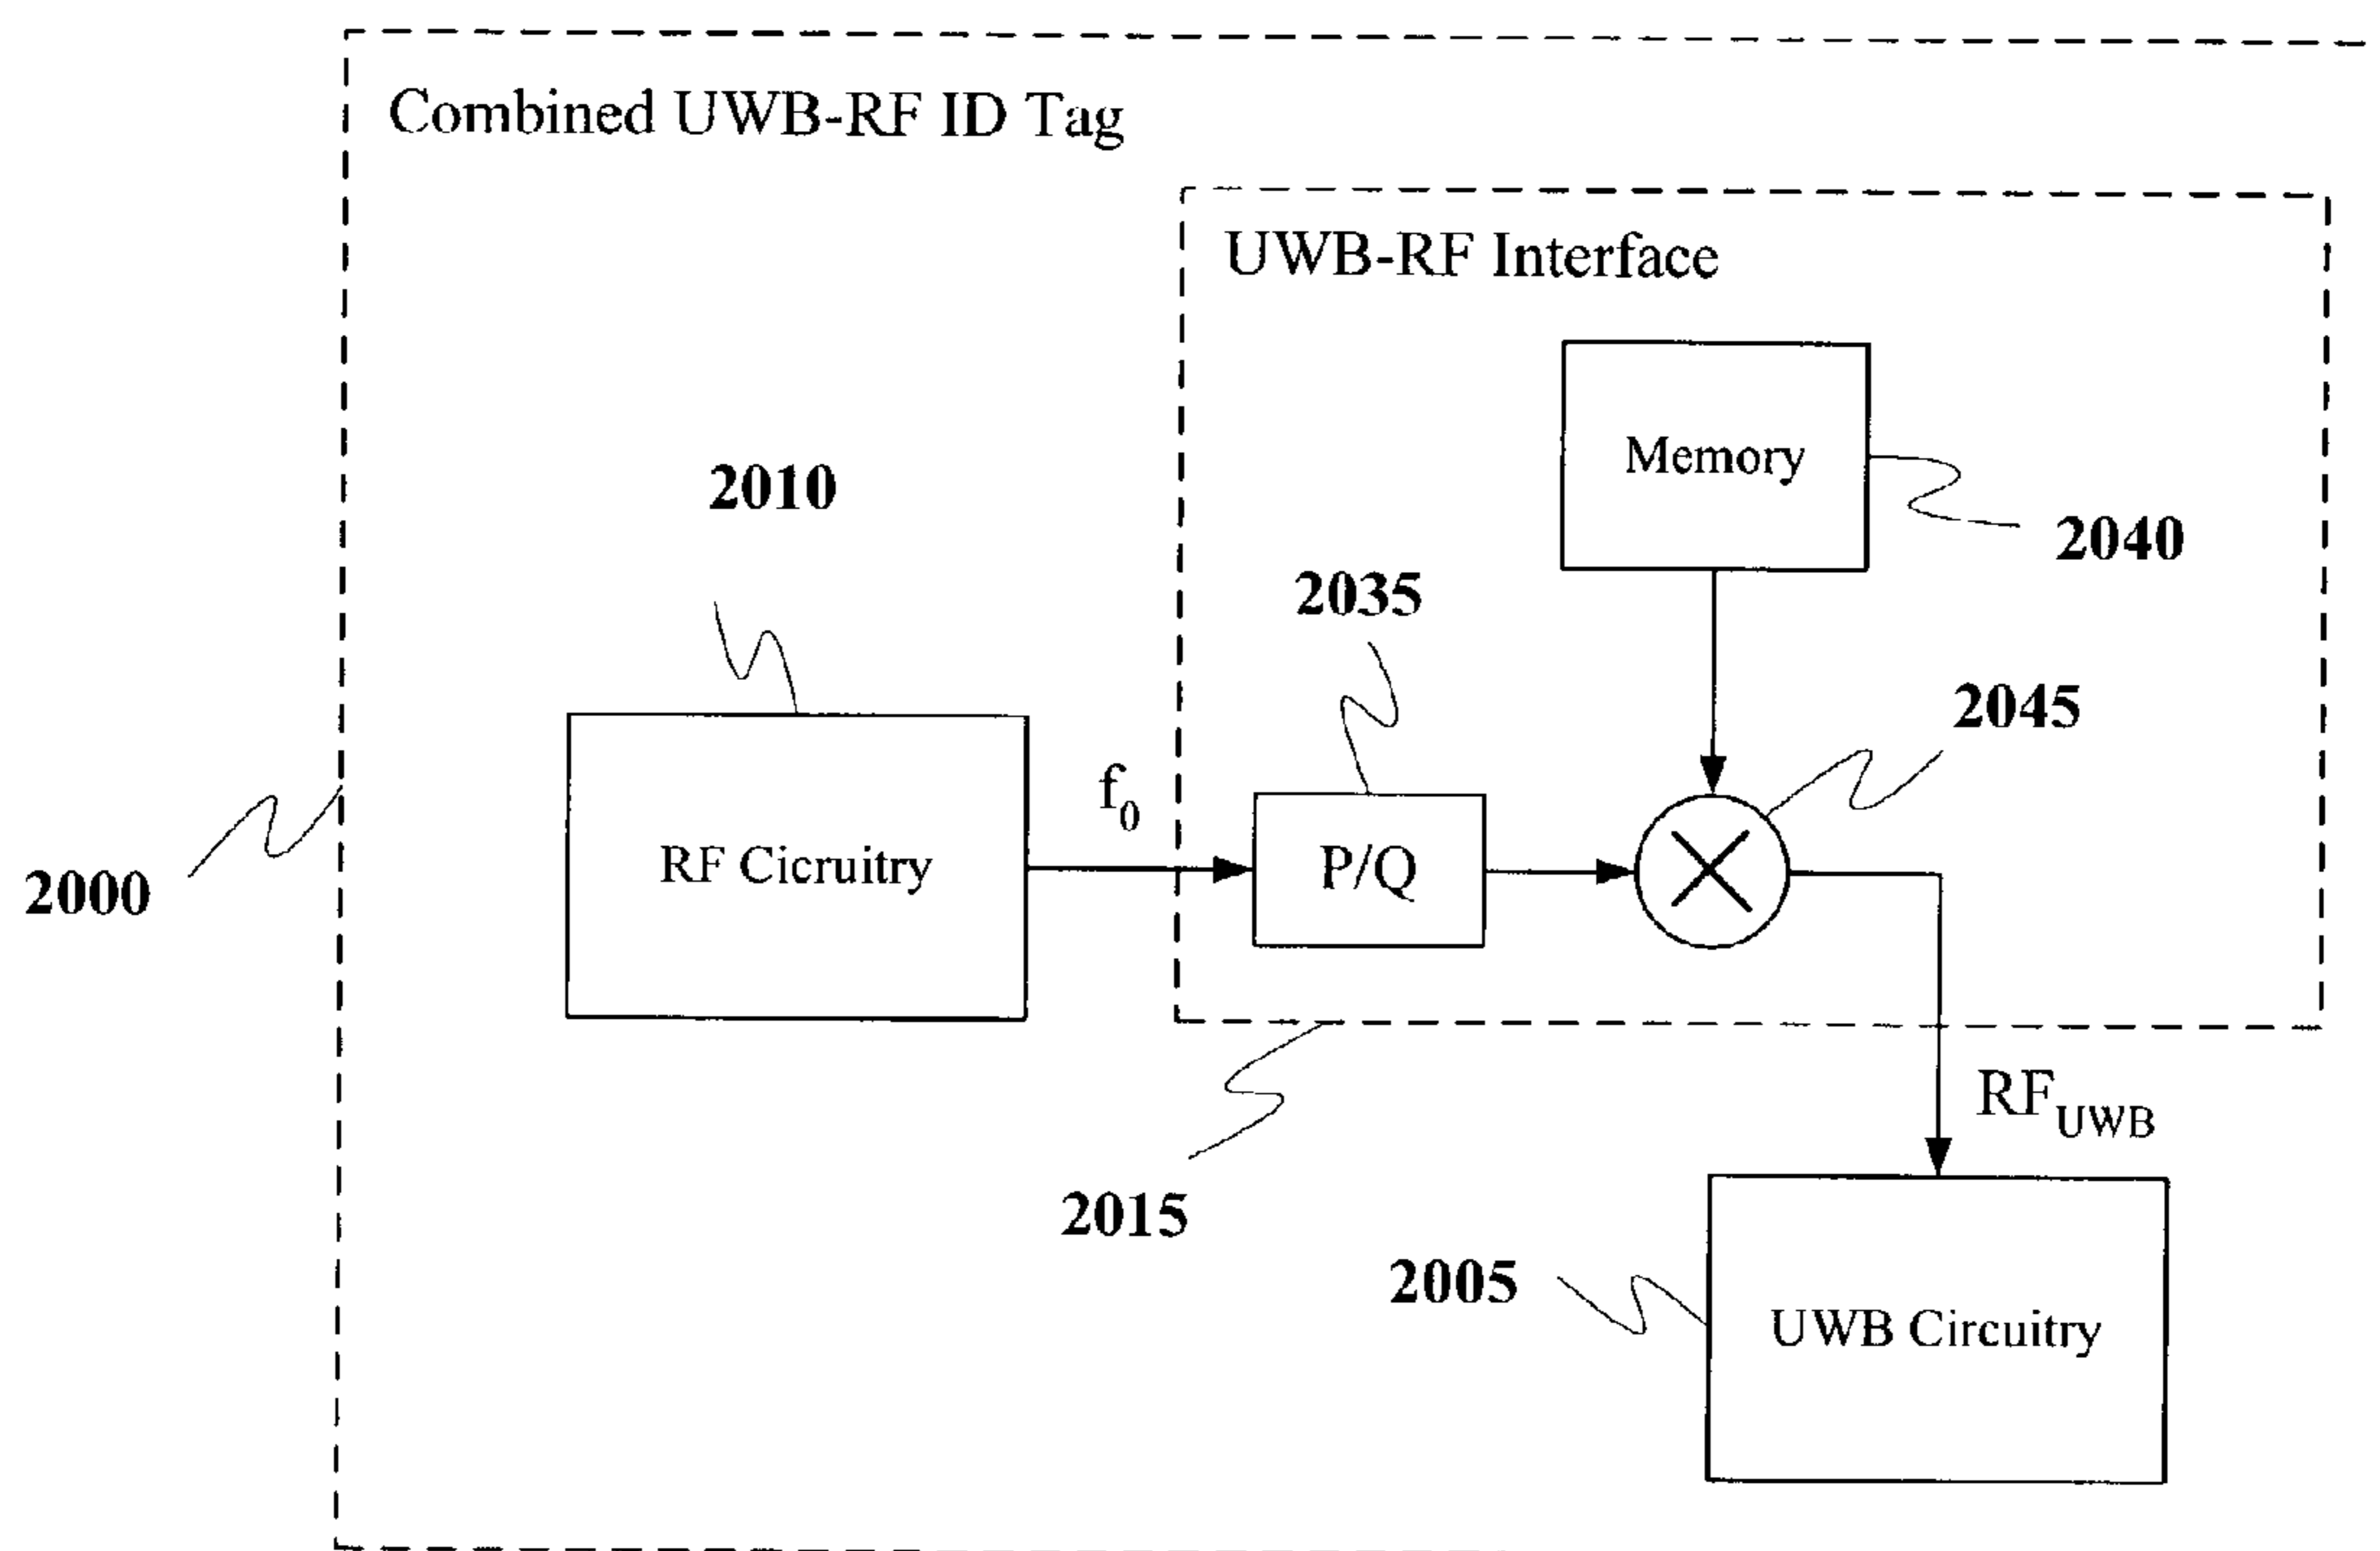 Combined UWB-RF ID Tag
UWB-RF Interface
Memory
2010
2040
2035
2045
f0
RF Cicruitry
P/Q
2000
RFUWB
2015
2005
UWB Circuitry